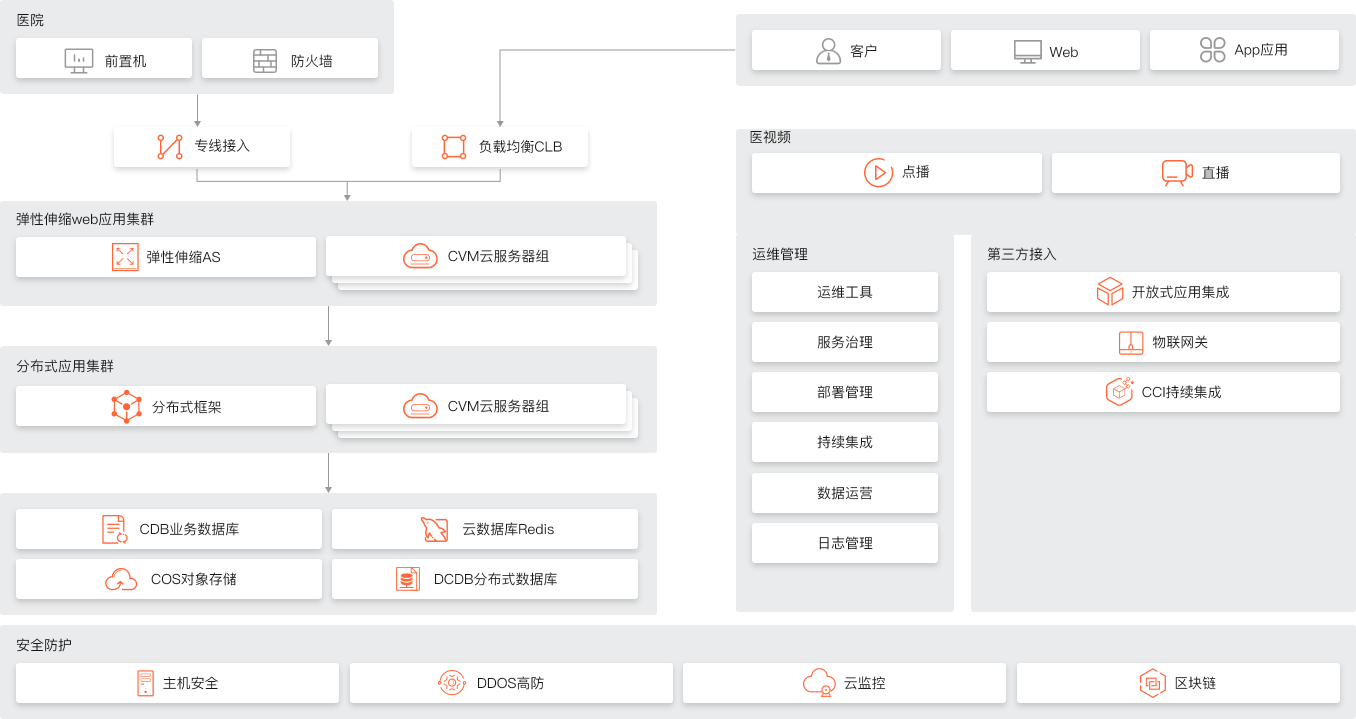 医院
前置机
防火墙
客户
Web
App应用
专线接入
负载均衡CLB
医视频
点播
直播
弹性伸缩web应用集群
弹性伸缩AS
CVM云服务器组
分布式应用集群
分布式框架
CVM云服务器组
CDB业务数据库
云数据库Redis
COS对象存储
DCDB分布式数据库
运维管理
运维工具
服务治理
部署管理
持续集成
数据运营
日志管理
第三方接入
开放式应用集成
物联网关
CCI持续集成
安全防护
主机安全
DDOS高防
云监控
区块链